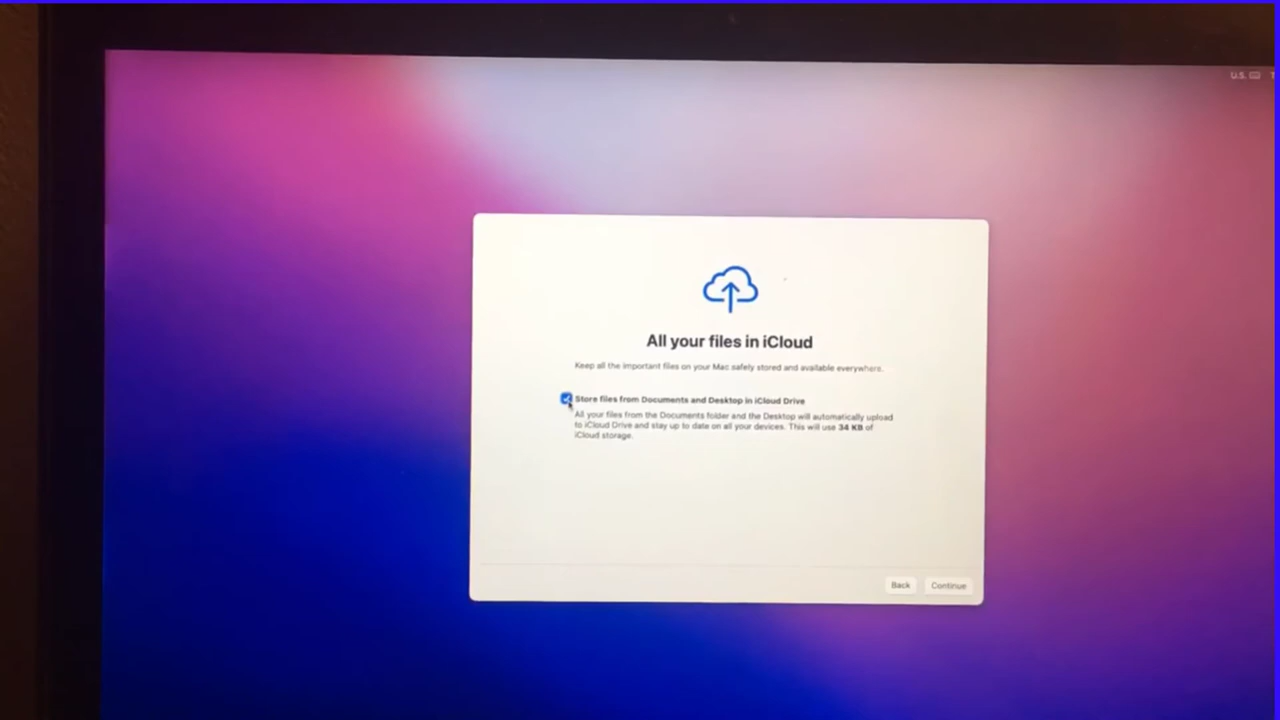 U.S.
All your files in iCloud
Keep all the important files on your Mac safely stored and available everywhere.
Store files from Documents and Desktop in iCloud Drive
All your files from the Documents folder and the Desktop will automatically upload
to iCloud Drive and stay up to date on all your devices. This will use 34 KB of
iCloud storage.
Back Continue